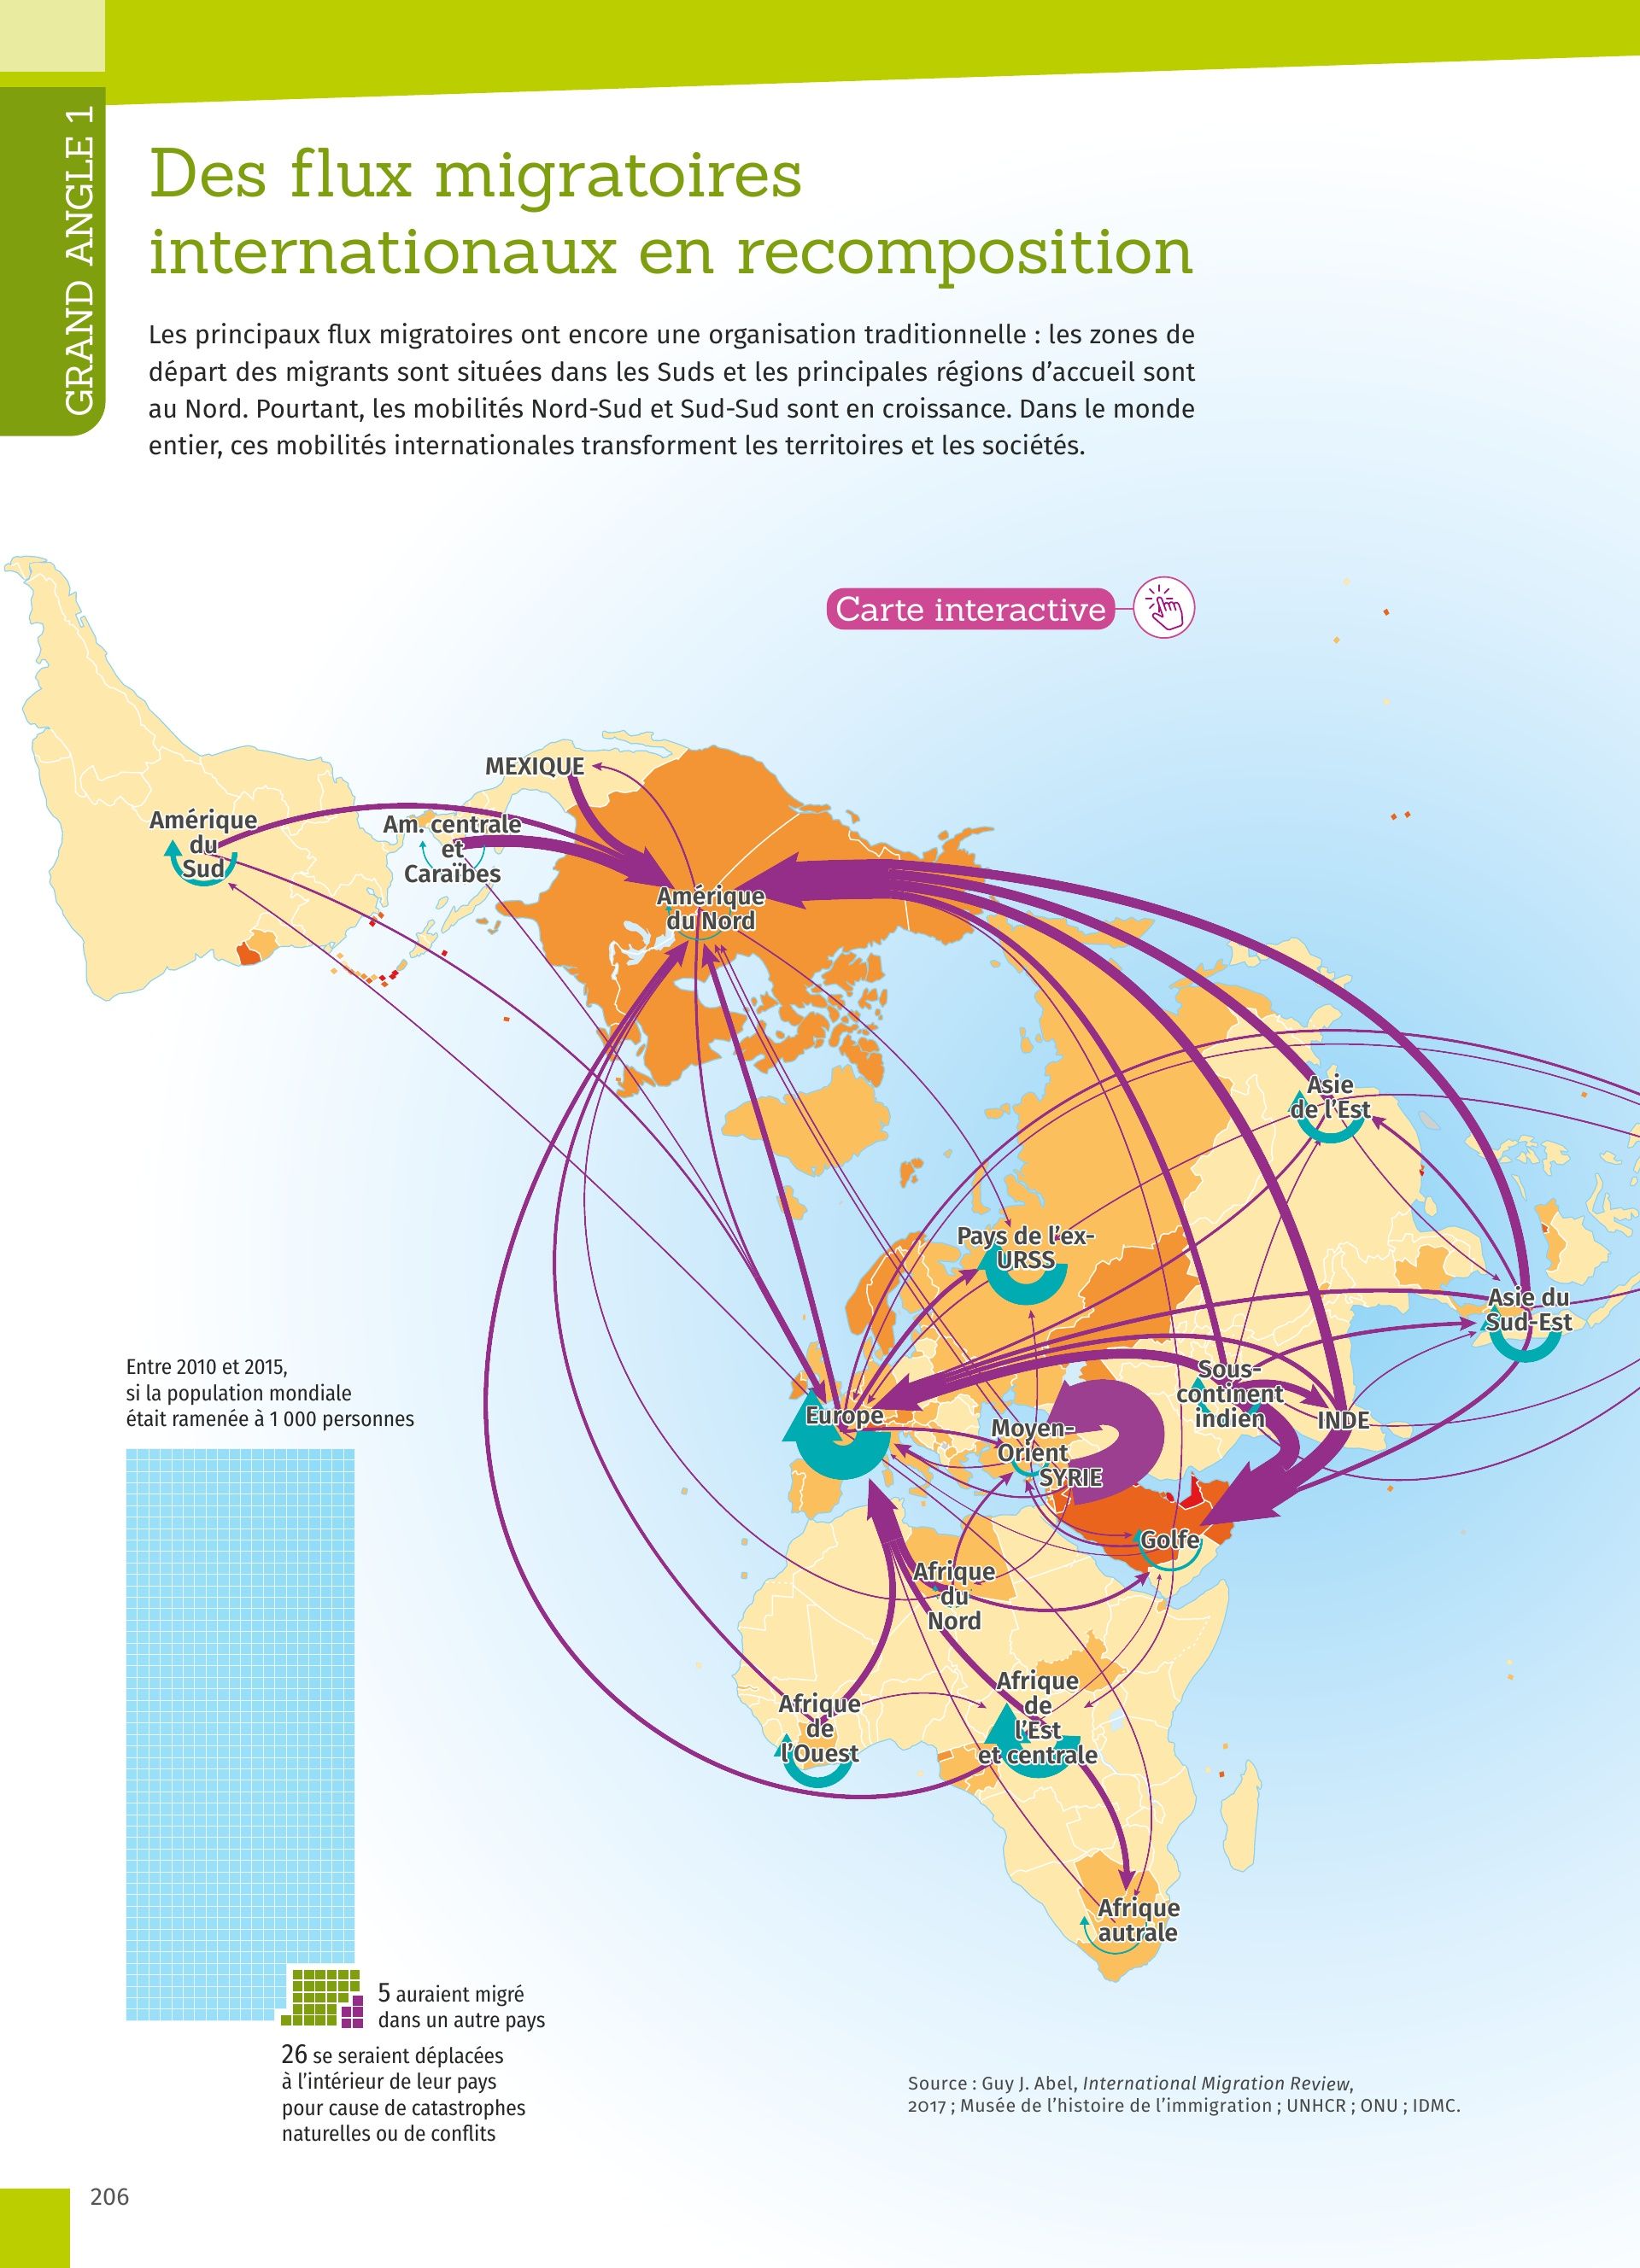 GRAND ANGLE 1
Des flux migratoires
internationaux en recomposition
Les principaux flux migratoires ont encore une organisation traditionnelle : les zones de
départ des migrants sont situées dans les Suds et les principales régions d’accueil sont
au Nord. Pourtant, les mobilités Nord-Sud et Sud-Sud sont en croissance. Dans le monde
entier, ces mobilités internationales transforment les territoires et les sociétés.
Carte interactive
MEXIQUE
Amérique
du
Sud
Am. centrale
et
Caraïbes
Amérique
du Nord
Asie
de l’Est
Pays de l’ex-
URSS
Asie du
Sud-Est
Sous-
continent
indien
INDE
Europe
Moyen-
Orient
SYRIE
Golfe
Afrique
du
Nord
Afrique
de
l’Ouest
Afrique
de
l’Est
et centrale
Afrique
autrale
Entre 2010 et 2015,
si la population mondiale
était ramenée à 1 000 personnes
5 auraient migré
dans un autre pays
26 se seraient déplacées
à l’intérieur de leur pays
pour cause de catastrophes
naturelles ou de conflits
Source : Guy J. Abel, International Migration Review,
2017 ; Musée de l’histoire de l’immigration ; UNHCR ; ONU ; IDMC.
206